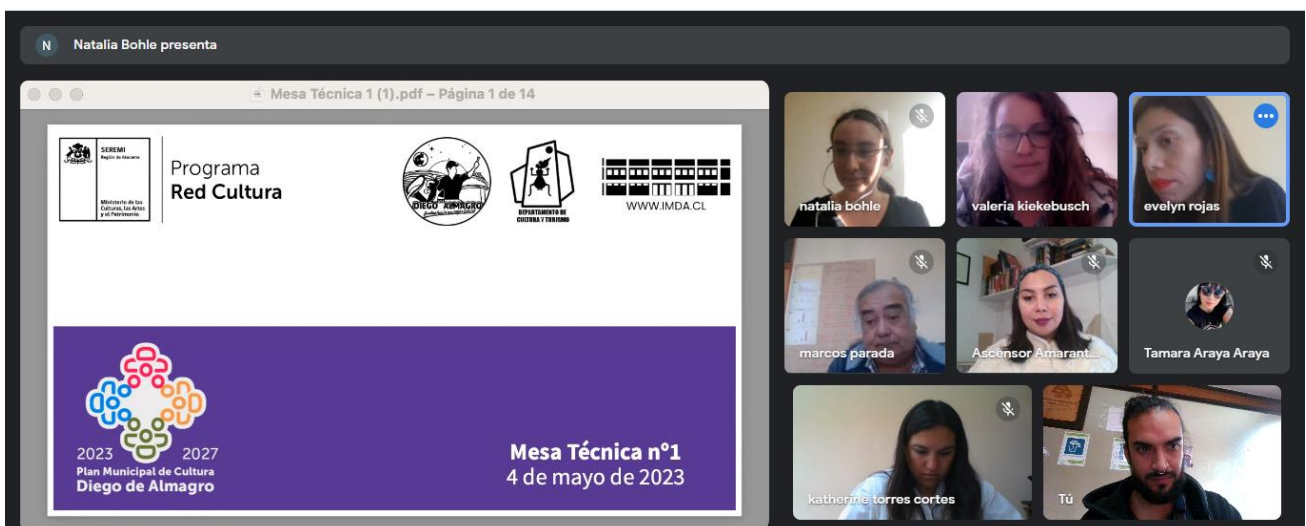 N Natalia Bohle presenta
Mesa Técnica 1 (1).pdf – Página 1 de 14
SEREMI
Región de Atacama
Ministerio de las
Culturas, las Artes
y el Patrimonio
Programa
Red Cultura
DIEGO DE ALMAGRO
DEPARTAMENTO DE
CULTURA Y TURISMO
WWW.IMDA.CL
2023 2027
Plan Municipal de Cultura
Diego de Almagro
Mesa Técnica nº1
4 de mayo de 2023
natalia bohle
valeria kiekebusch
evelyn rojas
marcos parada
Ascensor Amarant...
Tamara Araya Araya
katherine torres cortes
Tú